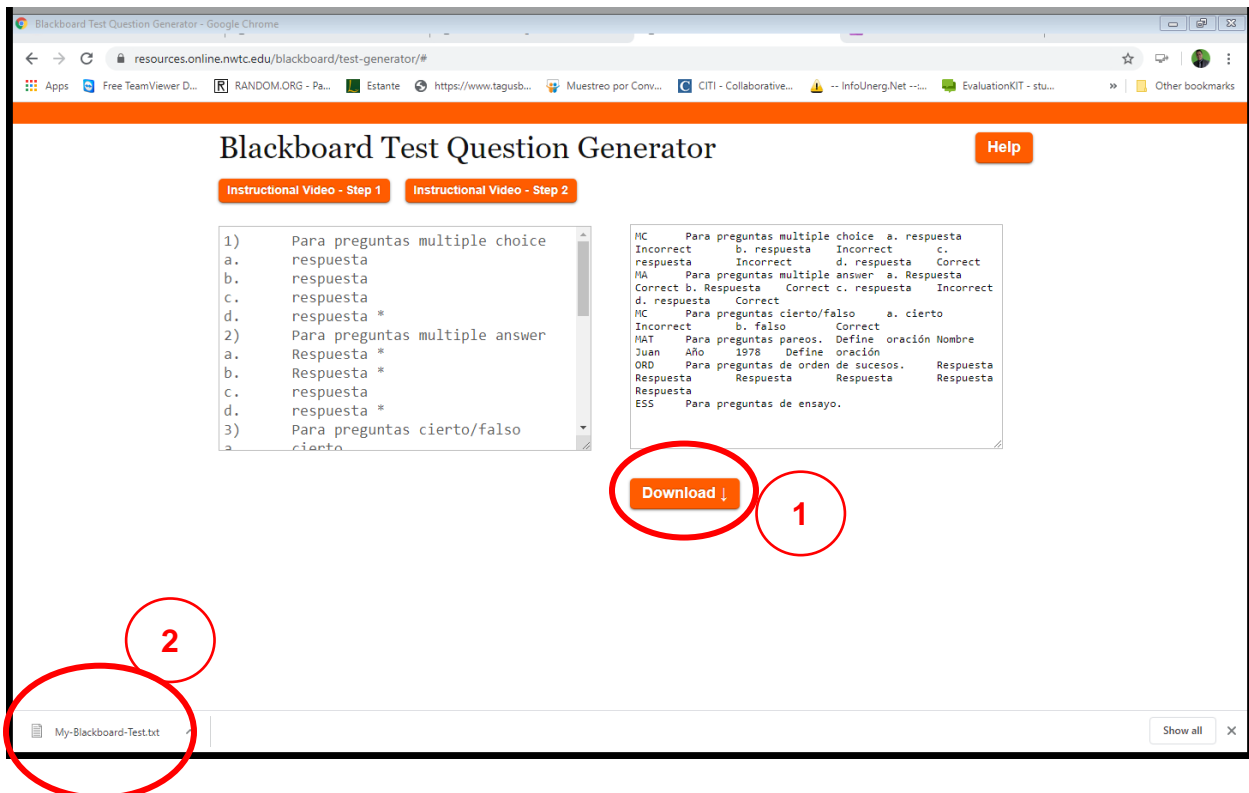 Blackboard Test Question Generator - Google Chrome
resources.online.nwtc.edu/blackboard/test-generator/#
Apps Free TeamViewer D... RANDOM.ORG - Pa... Estante https://www.tagusb... Muestreo por Conv... CITI - Collaborative... -- InfoUnerg.Net --:... EvaluationKIT - stu... » Other bookmarks
Blackboard Test Question Generator
Help
Instructional Video - Step 1 Instructional Video - Step 2
1) Para preguntas multiple choice
a. respuesta
b. respuesta
c. respuesta
d. respuesta *
2) Para preguntas multiple answer
a. Respuesta *
b. Respuesta *
c. respuesta
d. respuesta *
3) Para preguntas cierto/falso
a cierto
MC Para preguntas multiple choice a. respuesta
Incorrect b. respuesta Incorrect c.
respuesta Incorrect d. respuesta Correct
MA Para preguntas multiple answer a. Respuesta
Correct b. Respuesta Correct c. respuesta Incorrect
d. respuesta Correct
MC Para preguntas cierto/falso a. cierto
Incorrect b. falso Correct
MAT Para preguntas pareos. Define oración Nombre
Juan Año 1978 Define oración
ORD Para preguntas de orden de sucesos. Respuesta
Respuesta Respuesta Respuesta Respuesta
Respuesta
ESS Para preguntas de ensayo.
Download ↓
1
2
My-Blackboard-Test.txt
Show all